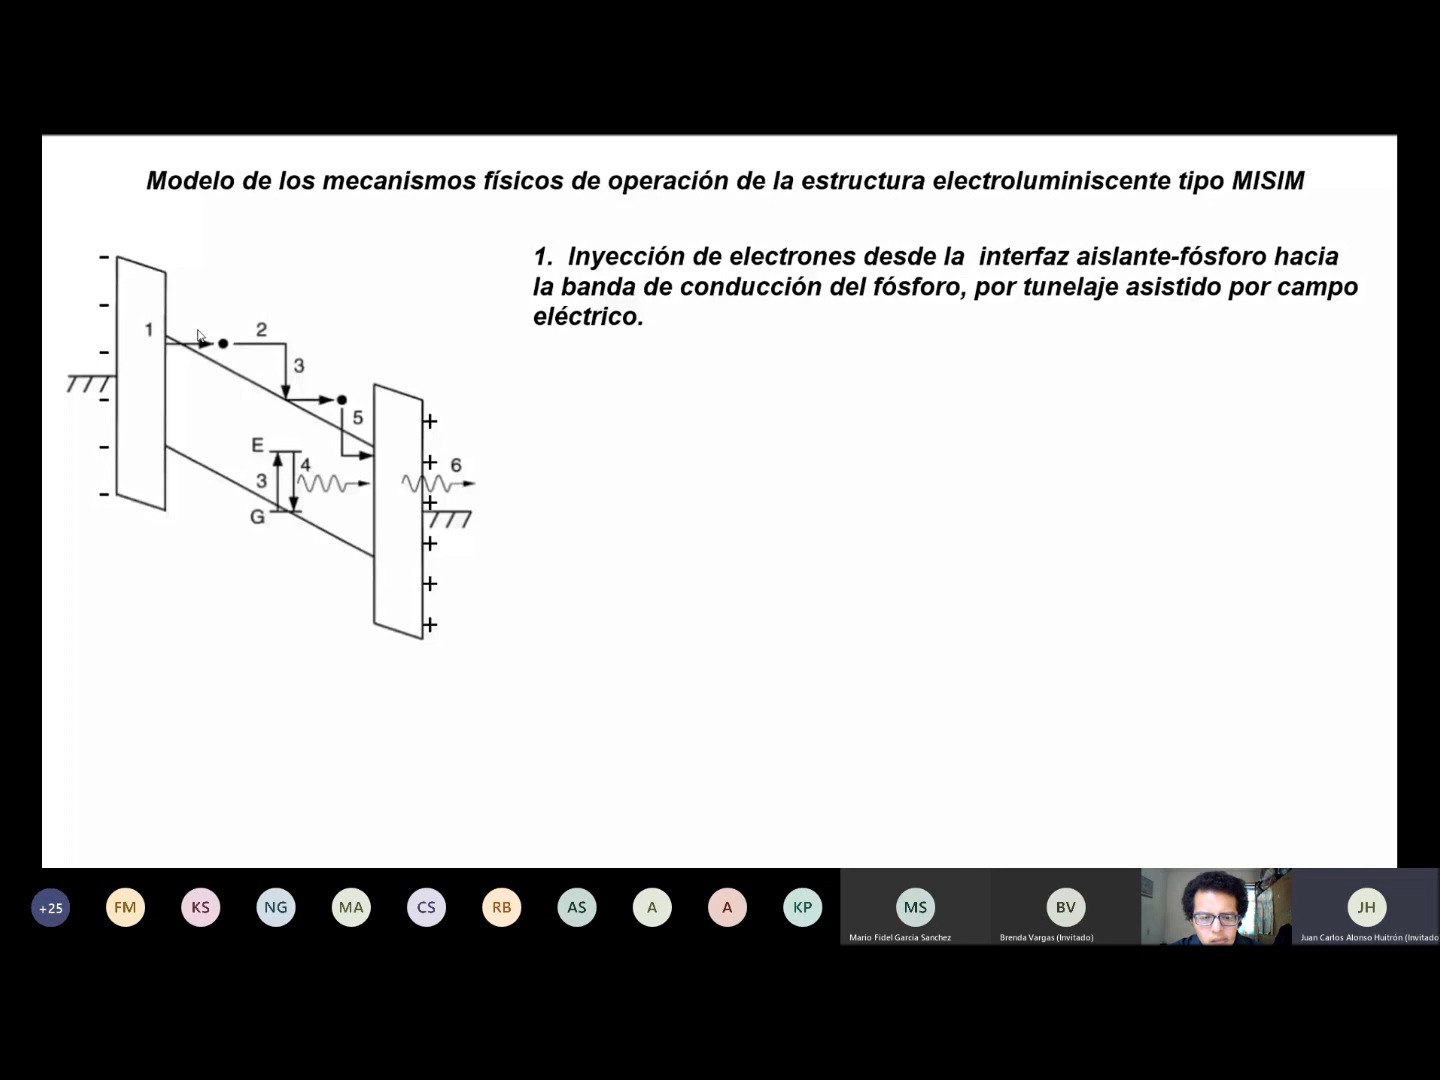 Modelo de los mecanismos físicos de operación de la estructura electroluminiscente tipo MISIM
1. Inyección de electrones desde la interfaz aislante-fósforo hacia
la banda de conducción del fósforo, por tunelaje asistido por campo
eléctrico.
- - - - - -
1
2
3
5
E
4
3
G
6
+ + + + + +
+25
FM
KS
NG
MA
CS
RB
AS
A
A
KP
MS
Mario Fidel Garcia Sanchez
BV
Brenda Vargas (Invitado)
JH
Juan Carlos Alonso Huitrón (Invitado